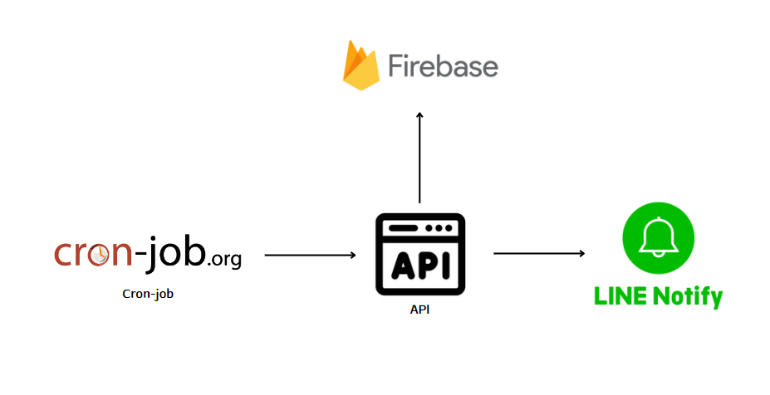 Firebase
cron-job.org
Cron-job
API
API
LINE Notify